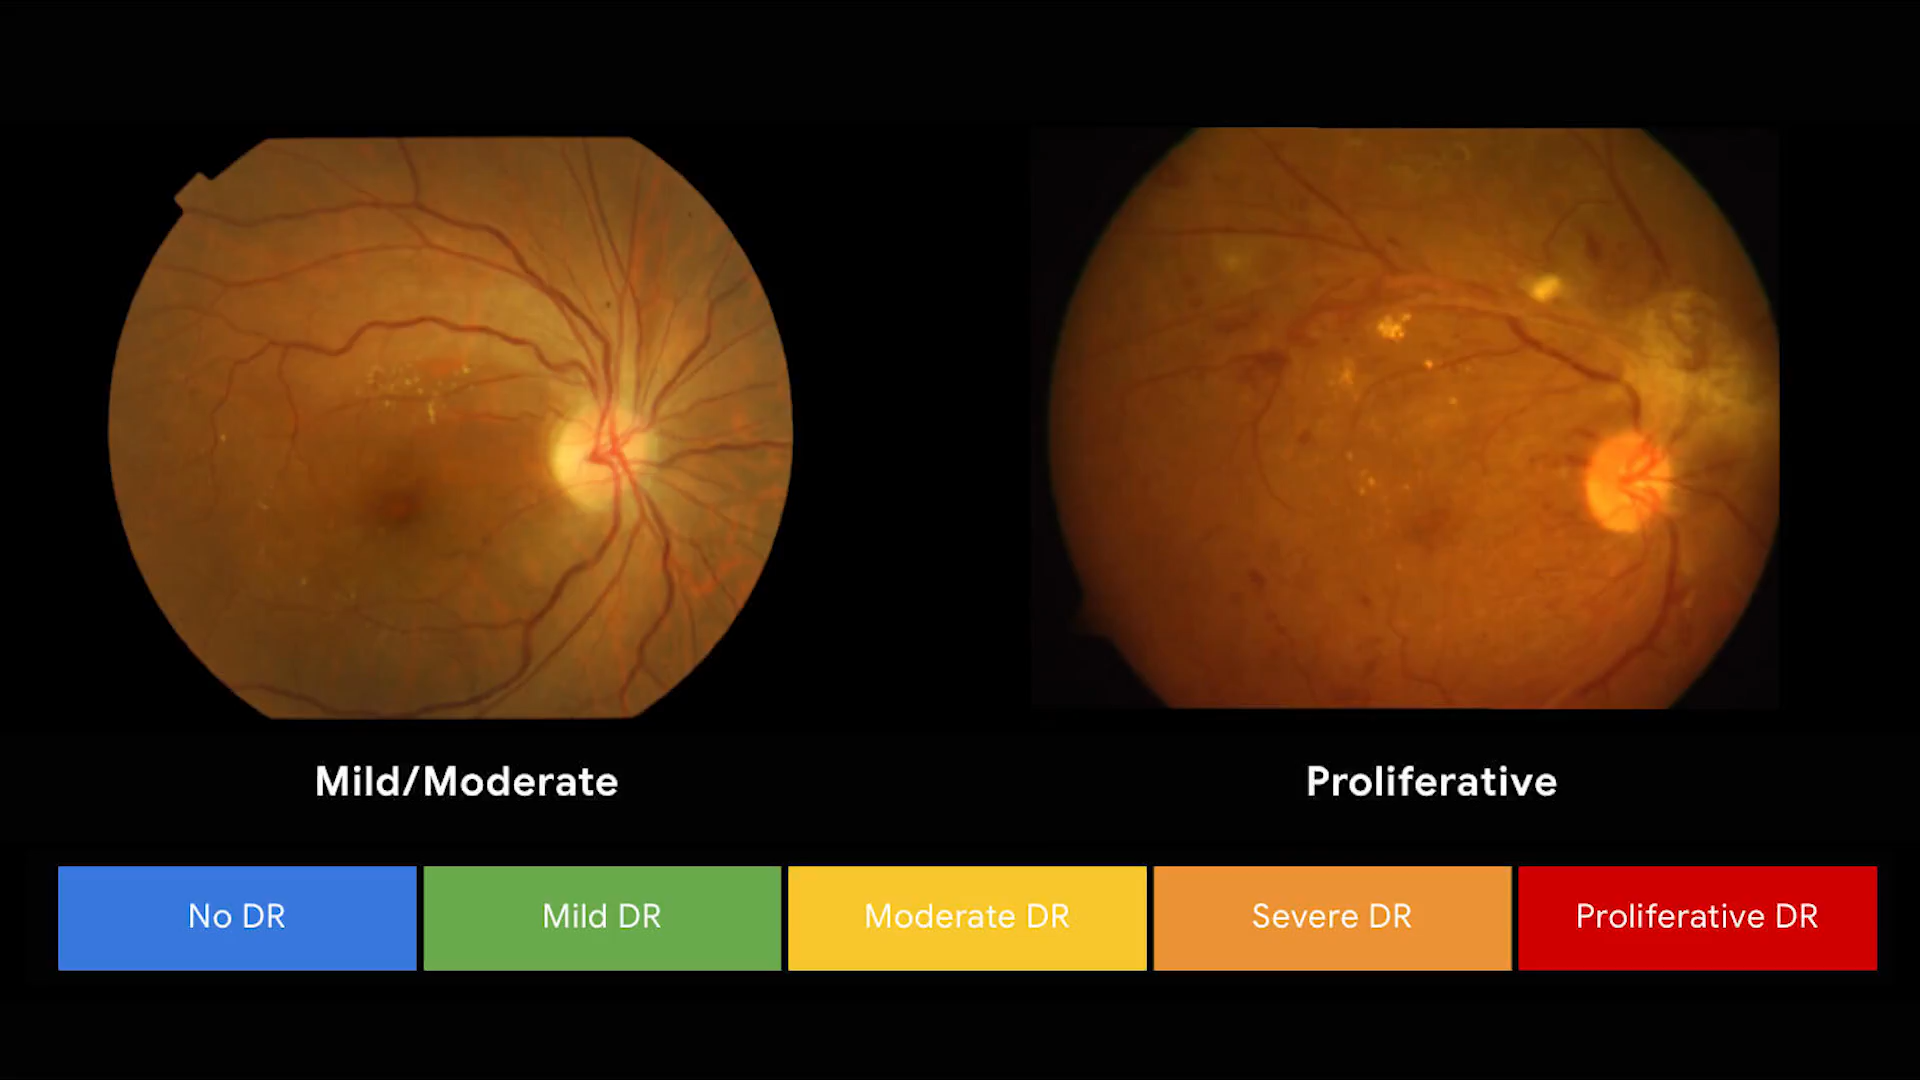 Mild/Moderate
Proliferative
No DR
Mild DR
Moderate DR
Severe DR
Proliferative DR